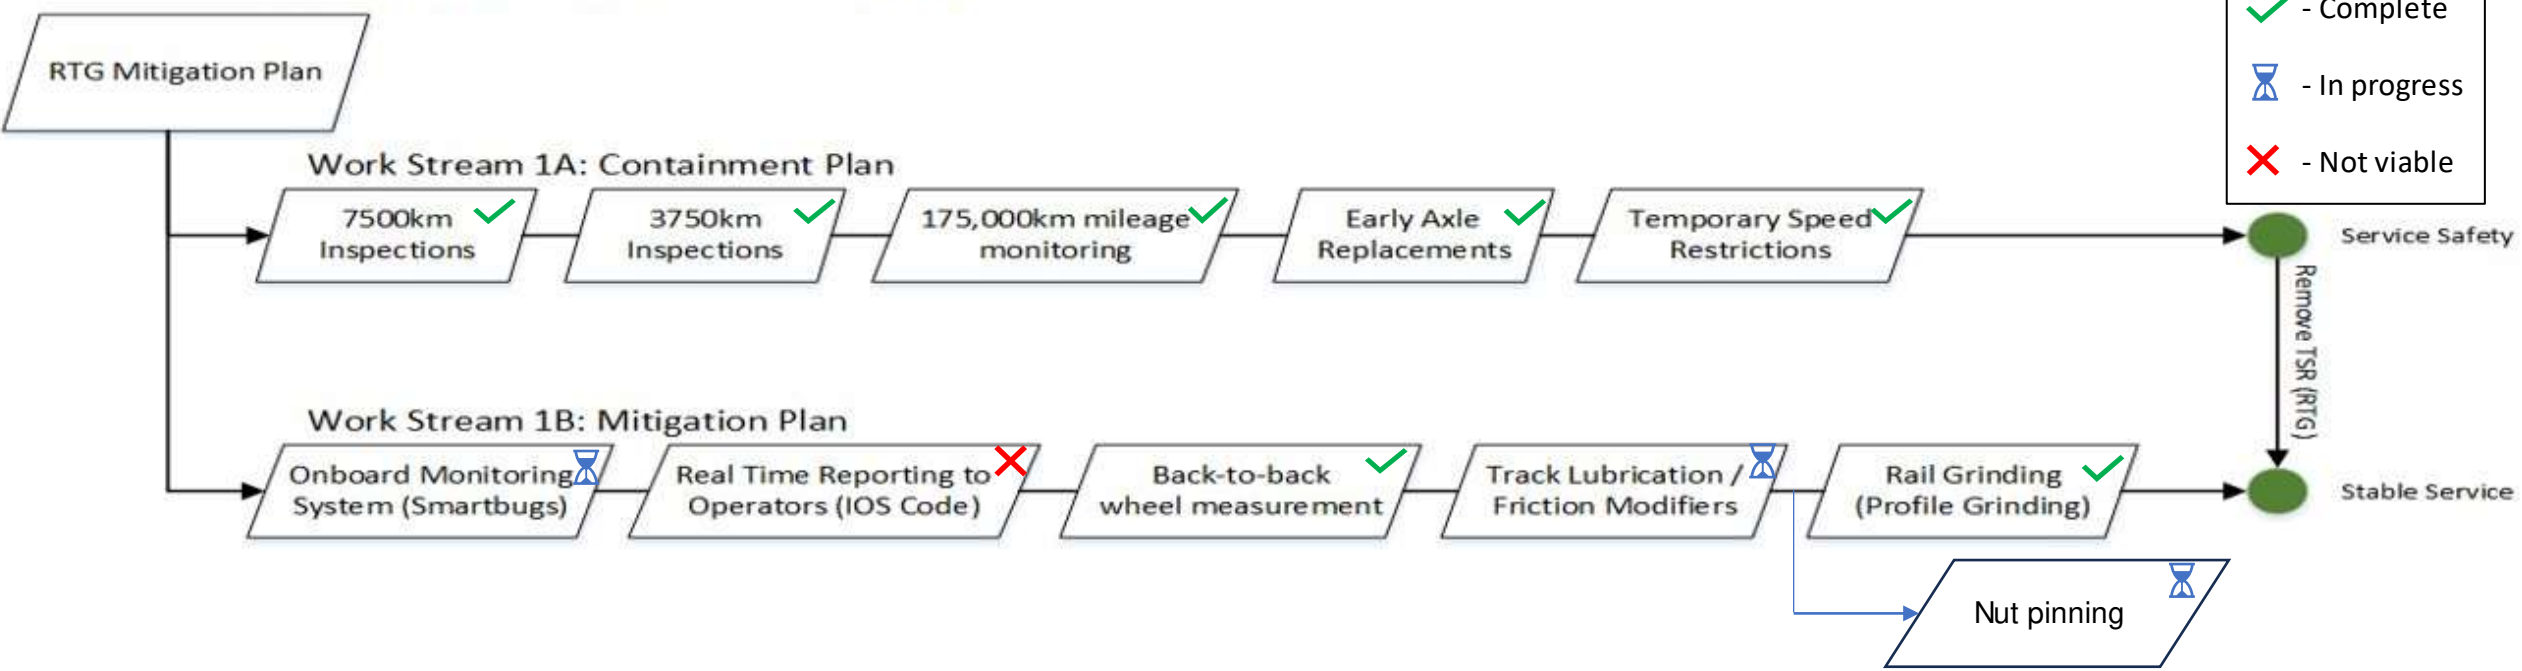 - Complete
- In progress
- Not viable
RTG Mitigation Plan
Work Stream 1A: Containment Plan
7500km
Inspections
3750km
Inspections
175,000km mileage
monitoring
Early Axle
Replacements
Temporary Speed
Restrictions
Service Safety
Remove TSR (RTG)
Work Stream 1B: Mitigation Plan
Onboard Monitoring
System (Smartbugs)
Real Time Reporting to
Operators (IOS Code)
Back-to-back
wheel measurement
Track Lubrication /
Friction Modifiers
Rail Grinding
(Profile Grinding)
Stable Service
Nut pinning